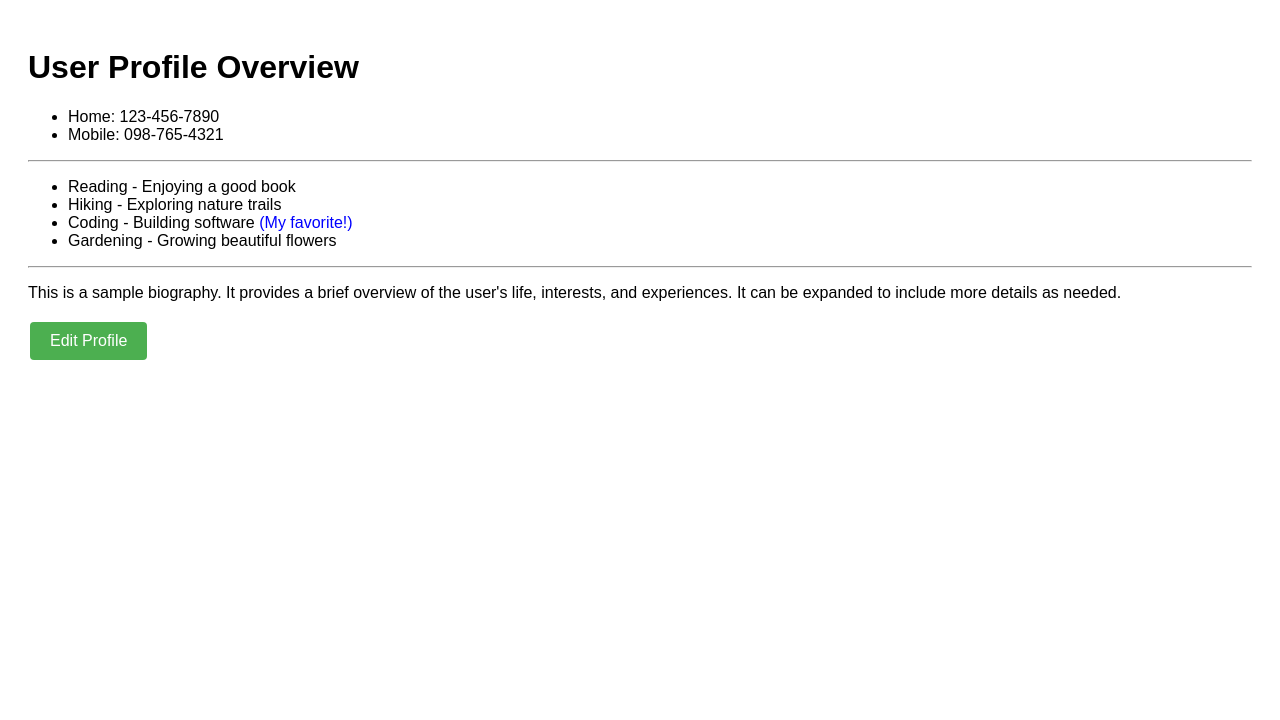 User Profile Overview
Home: 123-456-7890
Mobile: 098-765-4321
Reading - Enjoying a good book
Hiking - Exploring nature trails
Coding - Building software (My favorite!)
Gardening - Growing beautiful flowers
This is a sample biography. It provides a brief overview of the user's life, interests, and experiences. It can be expanded to include more details as needed.
Edit Profile